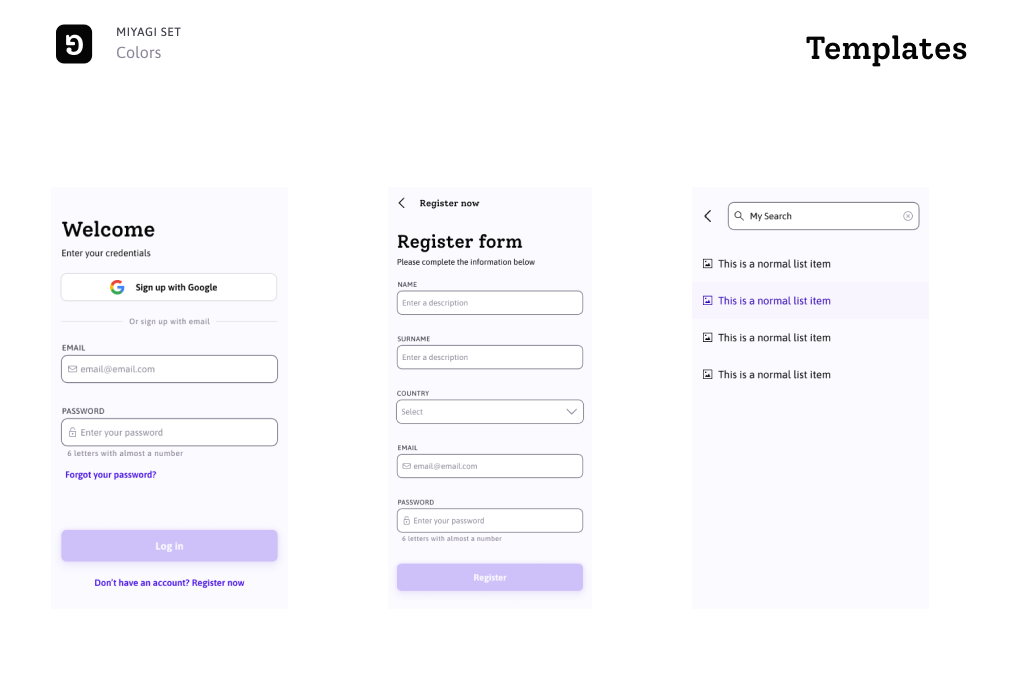 MIYAGI SET
Colors
Templates
Welcome
Enter your credentials
Sign up with Google
Or sign up with email
EMAIL
email@email.com
PASSWORD
Enter your password
6 letters with almost a number
Forgot your password?
Log in
Don't have an account? Register now
Register now
Register form
Please complete the information below
NAME
Enter a description
SURNAME
Enter a description
COUNTRY
Select
EMAIL
email@email.com
PASSWORD
Enter your password
6 letters with almost a number
Register
My Search
This is a normal list item
This is a normal list item
This is a normal list item
This is a normal list item